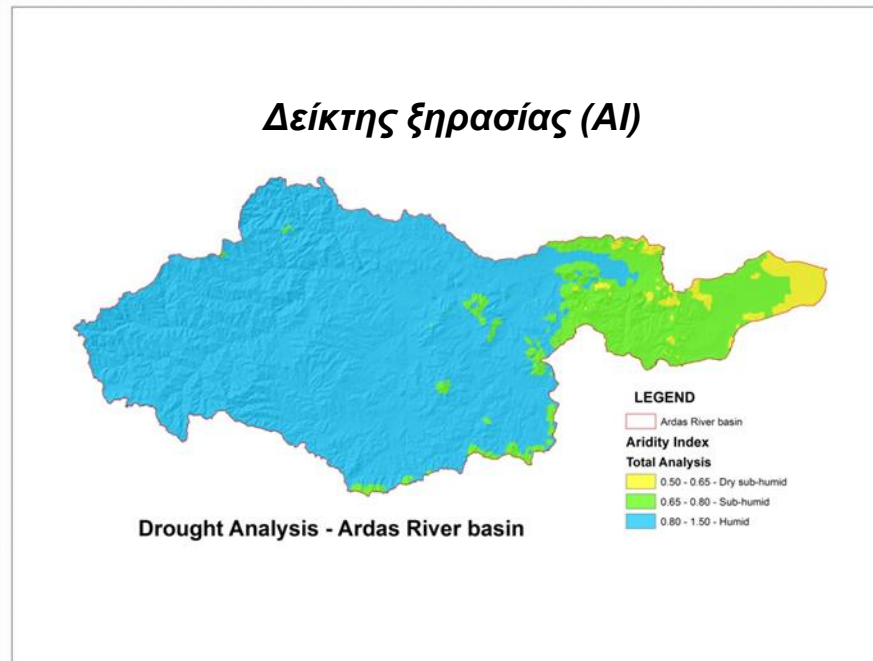 Δείκτης ξηρασίας (AI)
LEGEND
Ardas River basin
Aridity Index
Total Analysis
0.50 - 0.65 - Dry sub-humid
0.65 - 0.80 - Sub-humid
0.80 - 1.50 - Humid
Drought Analysis - Ardas River basin